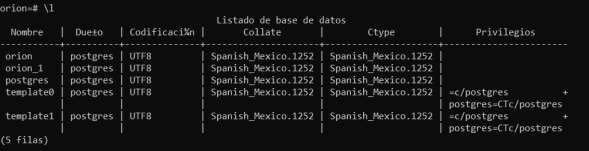 orion=# \l
Listado de base de datos
Nombre | Due±o | Codificaci¾n | Collate | Ctype | Privilegios
-----------+----------+--------------+---------------------+---------------------+-----------------------
orion | postgres | UTF8 | Spanish_Mexico.1252 | Spanish_Mexico.1252 |
orion_1 | postgres | UTF8 | Spanish_Mexico.1252 | Spanish_Mexico.1252 |
postgres | postgres | UTF8 | Spanish_Mexico.1252 | Spanish_Mexico.1252 |
template0 | postgres | UTF8 | Spanish_Mexico.1252 | Spanish_Mexico.1252 | =c/postgres +
| | | | | postgres=CTc/postgres
template1 | postgres | UTF8 | Spanish_Mexico.1252 | Spanish_Mexico.1252 | =c/postgres +
| | | | | postgres=CTc/postgres
(5 filas)